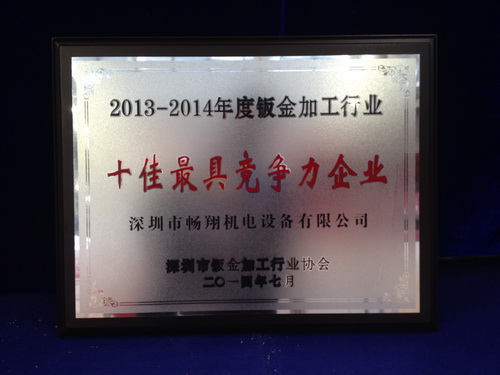 2013-2014年度钣金加工行业
十佳最具竞争力企业
深圳市畅翔机电设备有限公司
深圳市钣金加工行业协会
二〇一四年七月